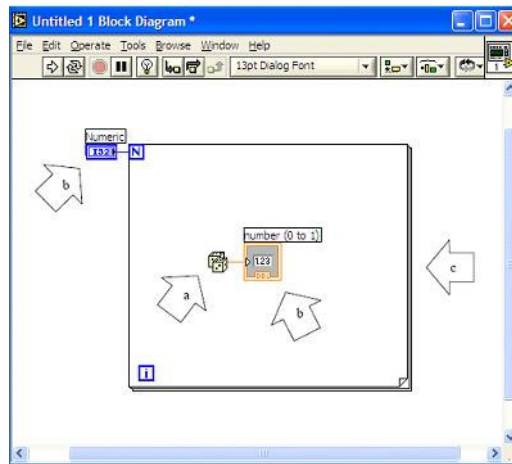 Untitled 1 Block Diagram *
File Edit Operate Tools Browse Window Help
13pt Dialog Font
1
Numeric
I32
N
b
number (0 to 1)
123
DBL
a
b
c
i